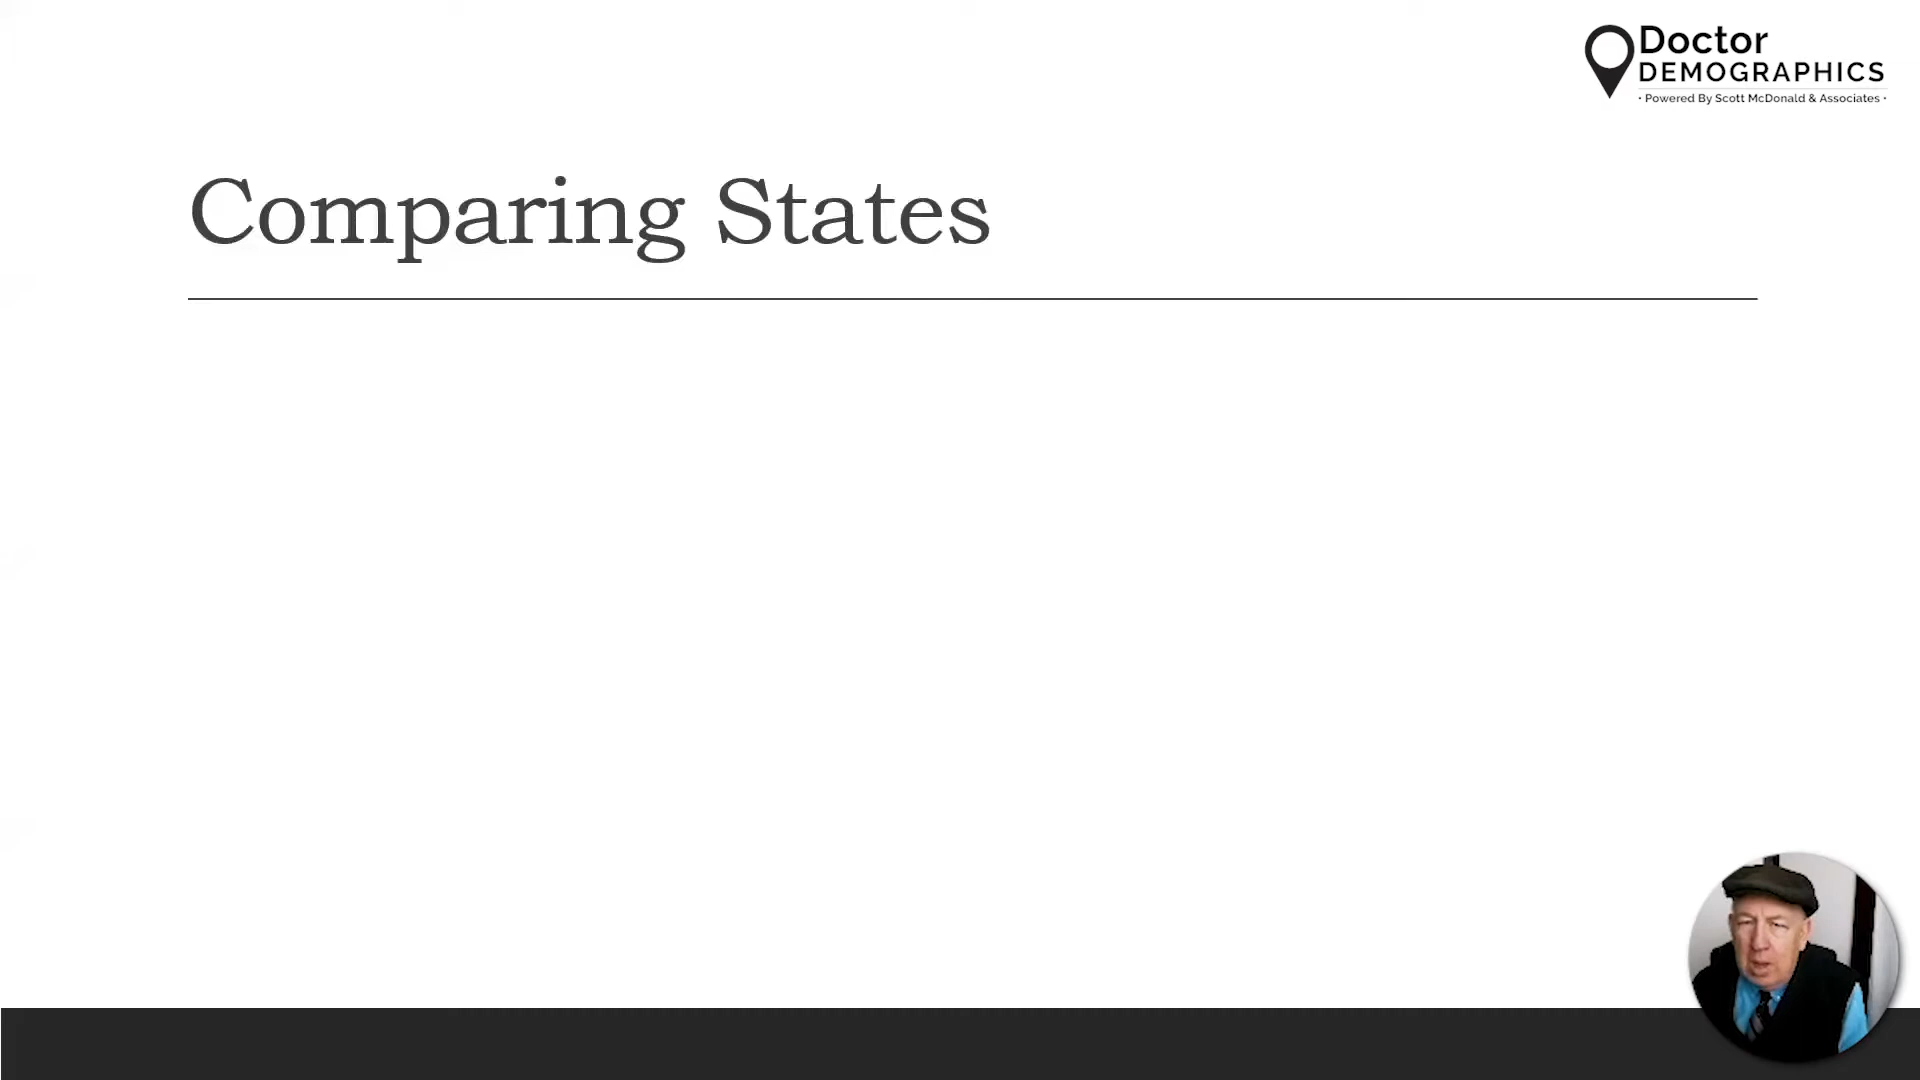 Doctor
DEMOGRAPHICS
· Powered By Scott McDonald & Associates ·
Comparing States